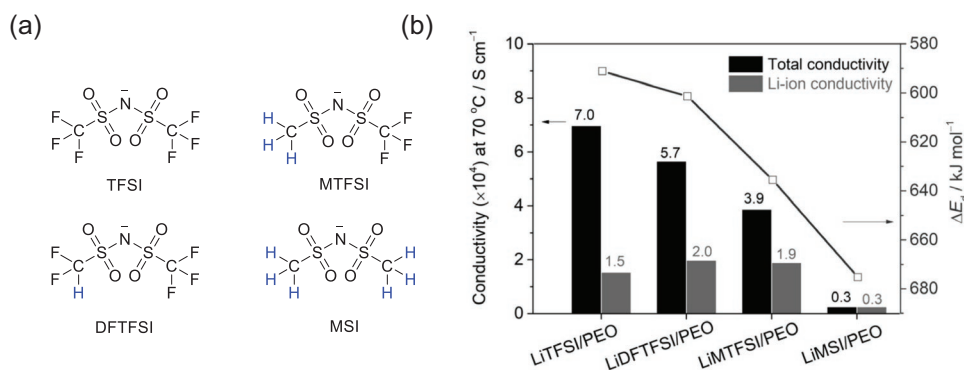 (a)
O O
N
–
S S
F C C F
F F O O F F
TFSI
O O
N
–
S S
H C C F
H H O O F F
MTFSI
O O
N
–
S S
F C C F
F H O O F F
DFTFSI
O O
N
–
S S
H C C H
H H O O H H
MSI
(b)
Conductivity (×10⁴) at 70 °C / S cm⁻¹
10
8
6
4
2
0
Total conductivity
Li-ion conductivity
7.0
1.5
5.7
2.0
3.9
1.9
0.3
0.3
LiTFSI/PEO
LiDFTFSI/PEO
LiMTFSI/PEO
LiMSI/PEO
580
600
620
640
660
680
/ kJ mol⁻¹